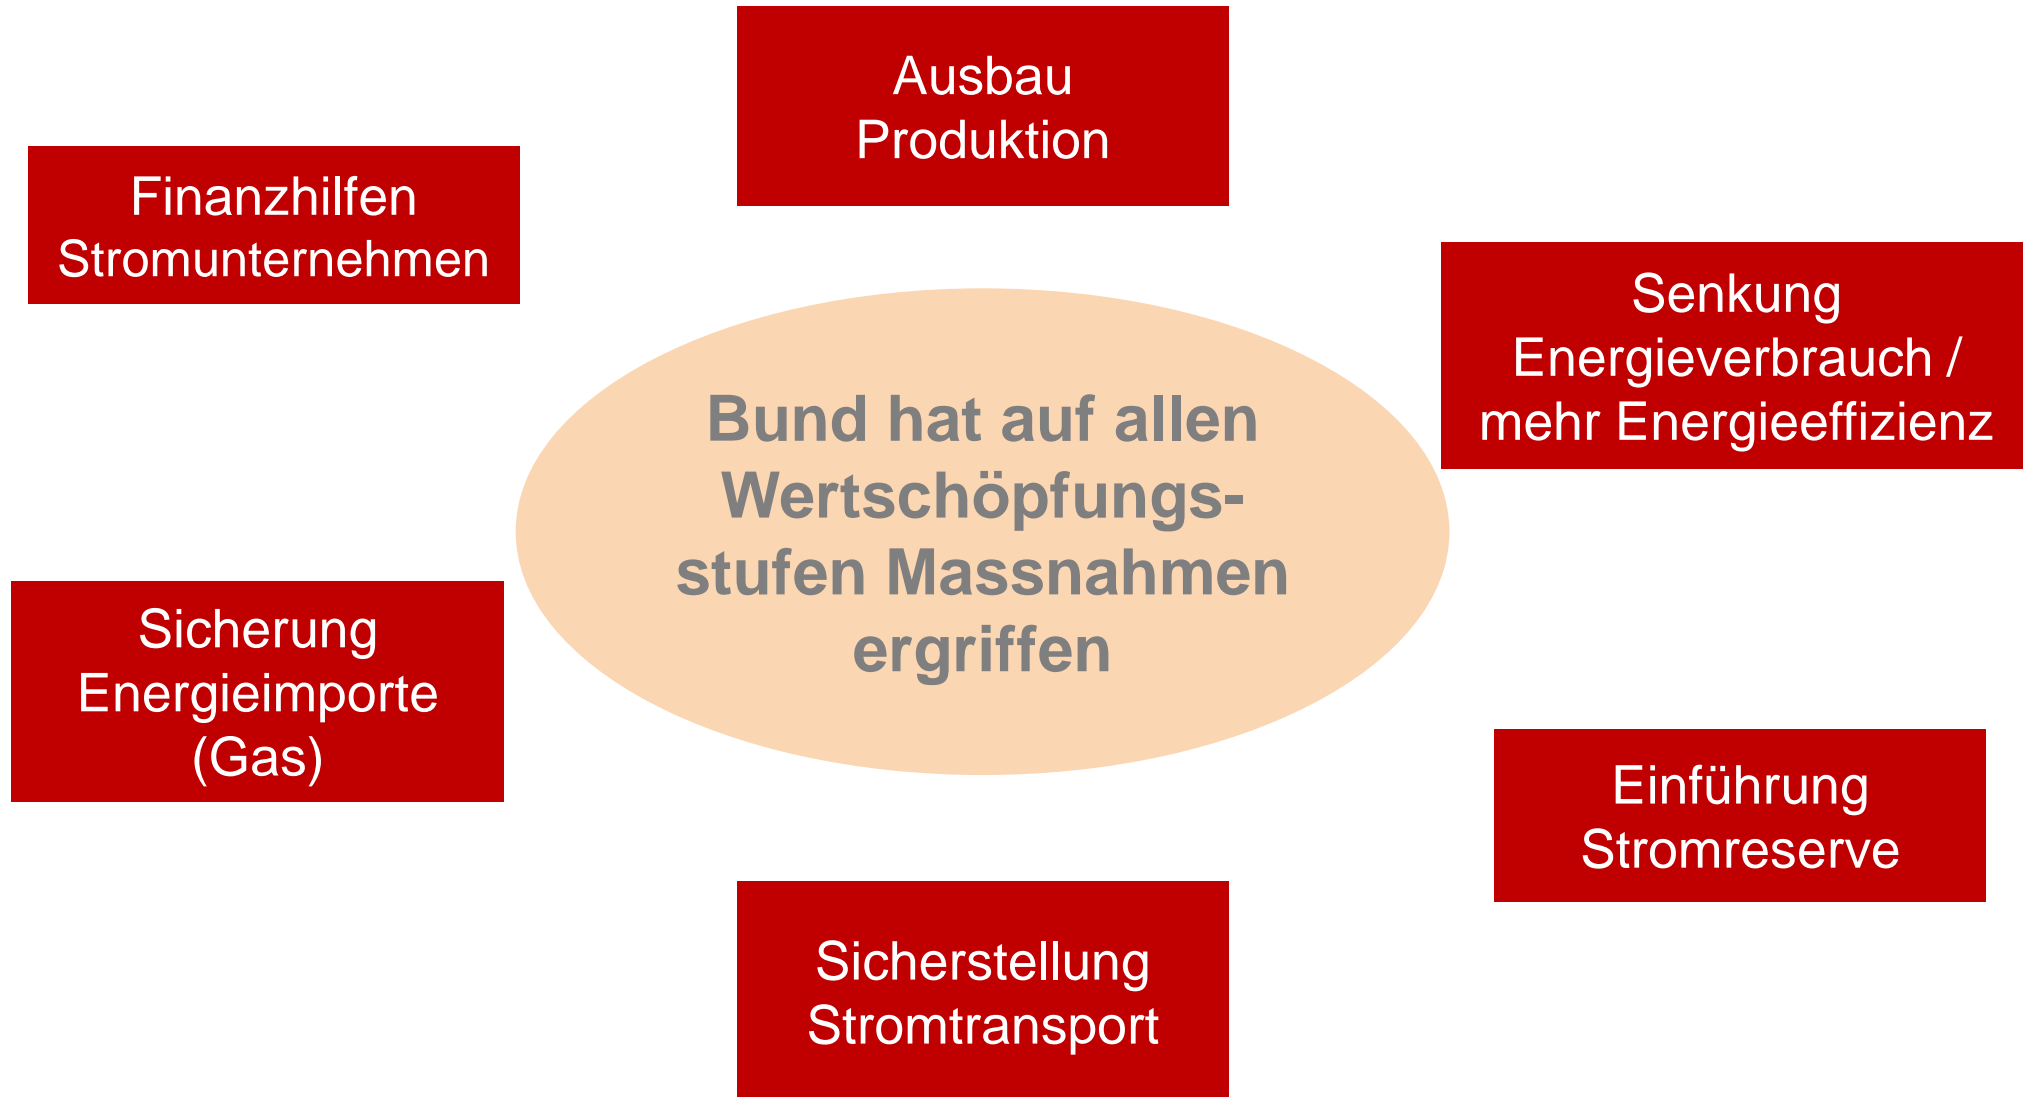 Ausbau
Produktion
Finanzhilfen
Stromunternehmen
Senkung
Energieverbrauch /
mehr Energieeffizienz
Bund hat auf allen
Wertschöpfungs-
stufen Massnahmen
ergriffen
Sicherung
Energieimporte
(Gas)
Einführung
Stromreserve
Sicherstellung
Stromtransport